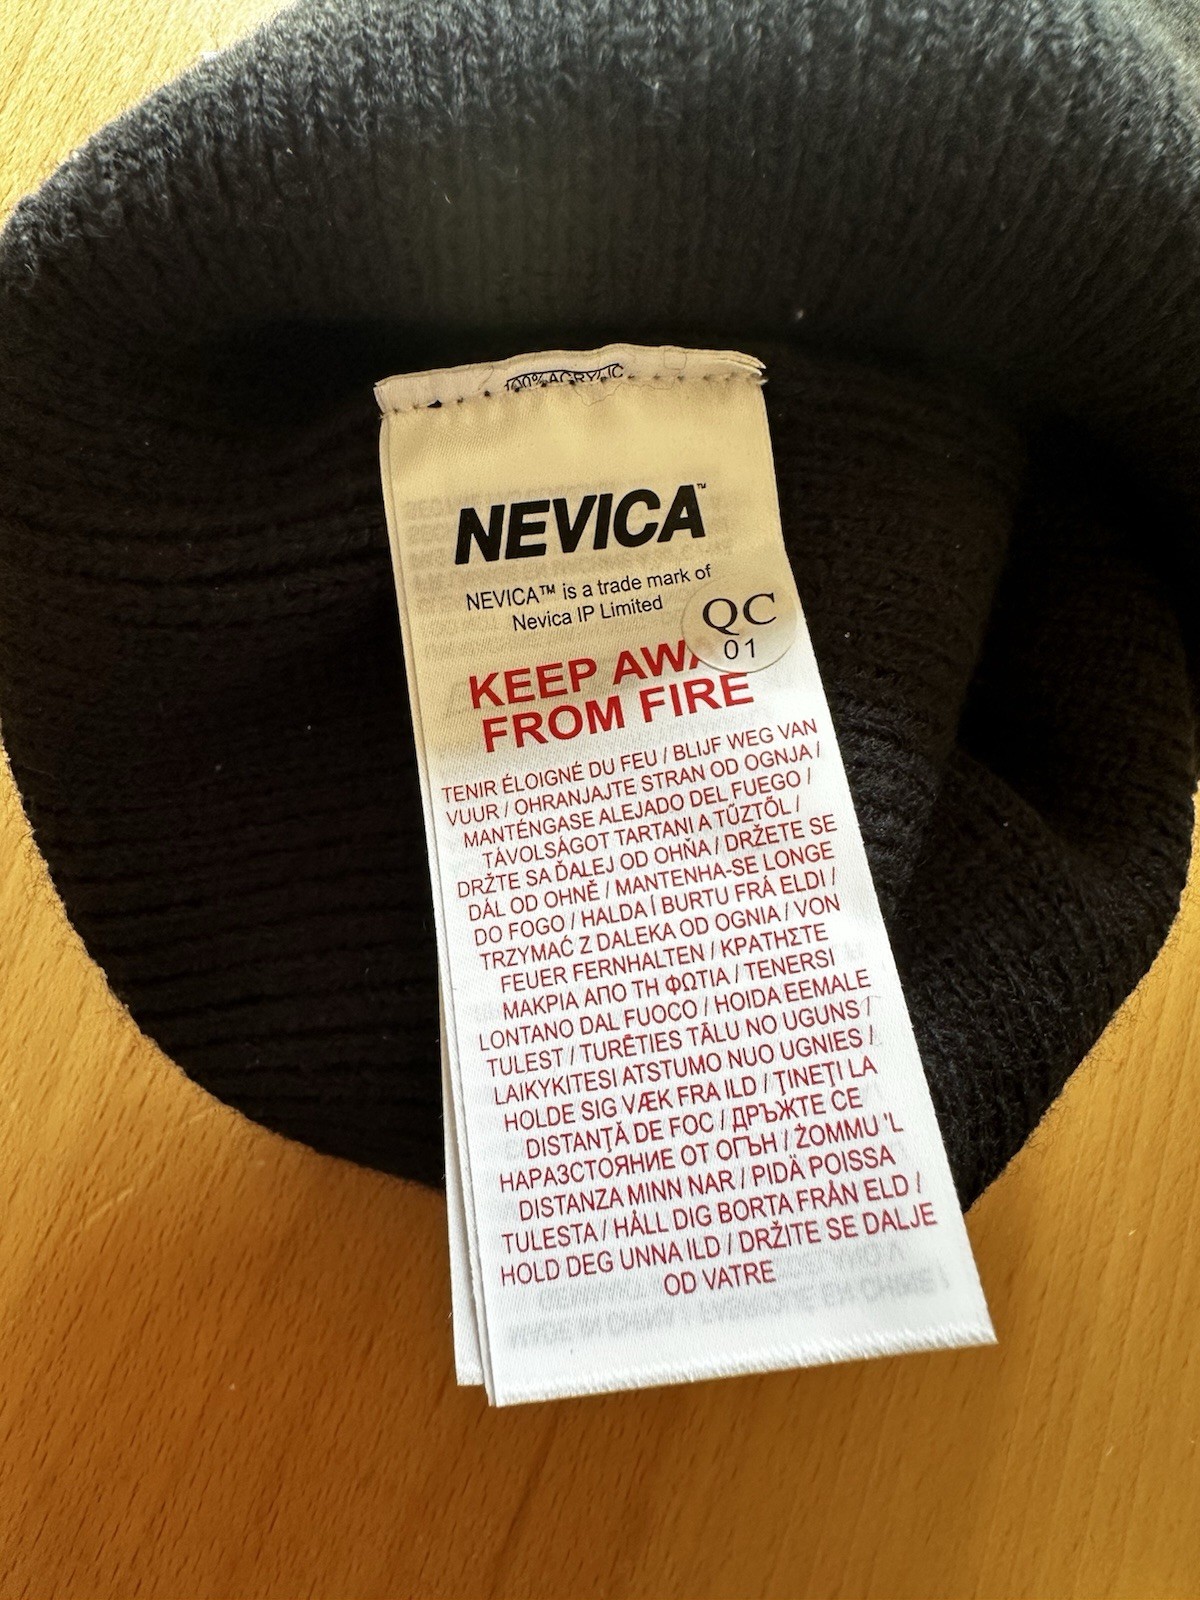 100% ACRYLIC
NEVICA™
NEVICA™ is a trade mark of
Nevica IP Limited
QC
01
KEEP AWA
FROM FIRE
TENIR ÉLOIGNÉ DU FEU / BLIJF WEG VAN
VUUR / OHRANJAJTE STRAN OD OGNJA /
MANTÉNGASE ALEJADO DEL FUEGO /
TÁVOLSÁGOT TARTANI A TŰZTŐL /
DRŽTE SA ĎALEJ OD OHŇA / DRŽETE SE
DÁL OD OHNĚ / MANTENHA-SE LONGE
DO FOGO / HALDA Í BURTU FRÁ ELDI /
TRZYMAĆ Z DALEKA OD OGNIA / VON
FEUER FERNHALTEN / ΚΡΑΤΗΣΤΕ
ΜΑΚΡΙΑ ΑΠΟ ΤΗ ΦΩΤΙΑ / TENERSI
LONTANO DAL FUOCO / HOIDA EEMALE
TULEST / TURĒTIES TĀLU NO UGUNS /
LAIKYKITESI ATSTUMO NUO UGNIES /
HOLDE SIG VÆK FRA ILD / ŢINEŢI LA
DISTANŢĂ DE FOC / ДРЪЖТЕ СЕ
НАРАЗСТОЯНИЕ ОТ ОГЪН / ŻOMMU 'L
DISTANZA MINN NAR / PIDÄ POISSA
TULESTA / HÅLL DIG BORTA FRÅN ELD /
HOLD DEG UNNA ILD / DRŽITE SE DALJE
OD VATRE